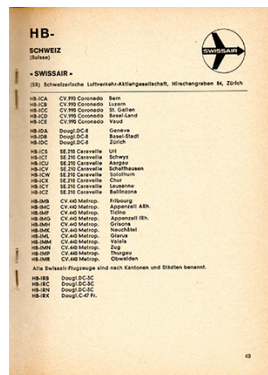 HB-
SCHWEIZ
(Suisse)
SWISSAIR
« SWISSAIR »
(SR) Schweizerische Luftverkehr-Aktiengesellschaft, Hirschengraben 84, Zürich
HB-ICA CV.990 Coronado Bern
HB-ICB CV.990 Coronado Luzern
HB-ICC CV.990 Coronado St. Gallen
HB-ICD CV.990 Coronado Basel-Land
HB-ICE CV.990 Coronado Vaud
HB-IDA Dougl.DC-8 Genève
HB-IDB Dougl.DC-8 Basel-Stadt
HB-IDC Dougl.DC-8 Zürich
HB-ICS SE.210 Caravelle Uri
HB-ICT SE.210 Caravelle Schwyz
HB-ICU SE.210 Caravelle Aargau
HB-ICV SE.210 Caravelle Schaffhausen
HB-ICW SE.210 Caravelle Solothurn
HB-ICX SE.210 Caravelle Chur
HB-ICY SE.210 Caravelle Lausanne
HB-ICZ SE.210 Caravelle Bellinzona
HB-IMB CV.440 Metrop. Fribourg
HB-IMC CV.440 Metrop. Appenzell ARh.
HB-IMF CV.440 Metrop. Ticino
HB-IMG CV.440 Metrop. Appenzell IRh.
HB-IMH CV.440 Metrop. Grisons
HB-IMK CV.440 Metrop. Neuchâtel
HB-IML CV.440 Metrop. Glarus
HB-IMM CV.440 Metrop. Valais
HB-IMN CV.440 Metrop. Zug
HB-IMP CV.440 Metrop. Thurgau
HB-IMR CV.440 Metrop. Obwalden
Alle Swissair-Flugzeuge sind nach Kantonen und Städten benannt.
HB-IRB Dougl.DC-3C
HB-IRC Dougl.DC-3C
HB-IRN Dougl.DC-3C
HB-IRX Dougl.C-47 Fr.
49